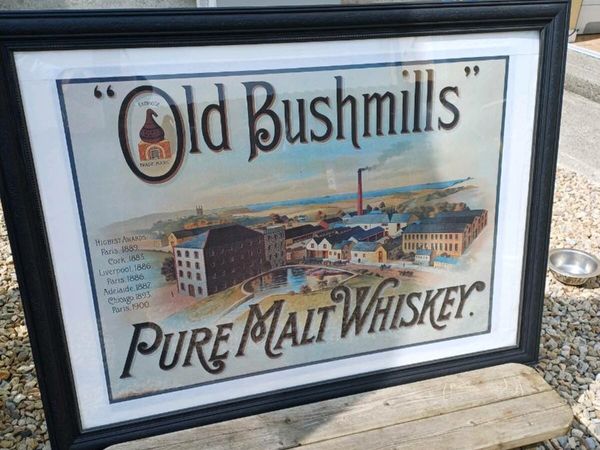 "Old Bushmills"
TRADE MARK
HIGHEST AWARDS
Paris. 1889.
Cork. 1883.
Liverpool. 1886
Paris. 1886.
Adelaide. 1887.
Chicago. 1893.
Paris. 1900.
PURE MALT WHISKEY.